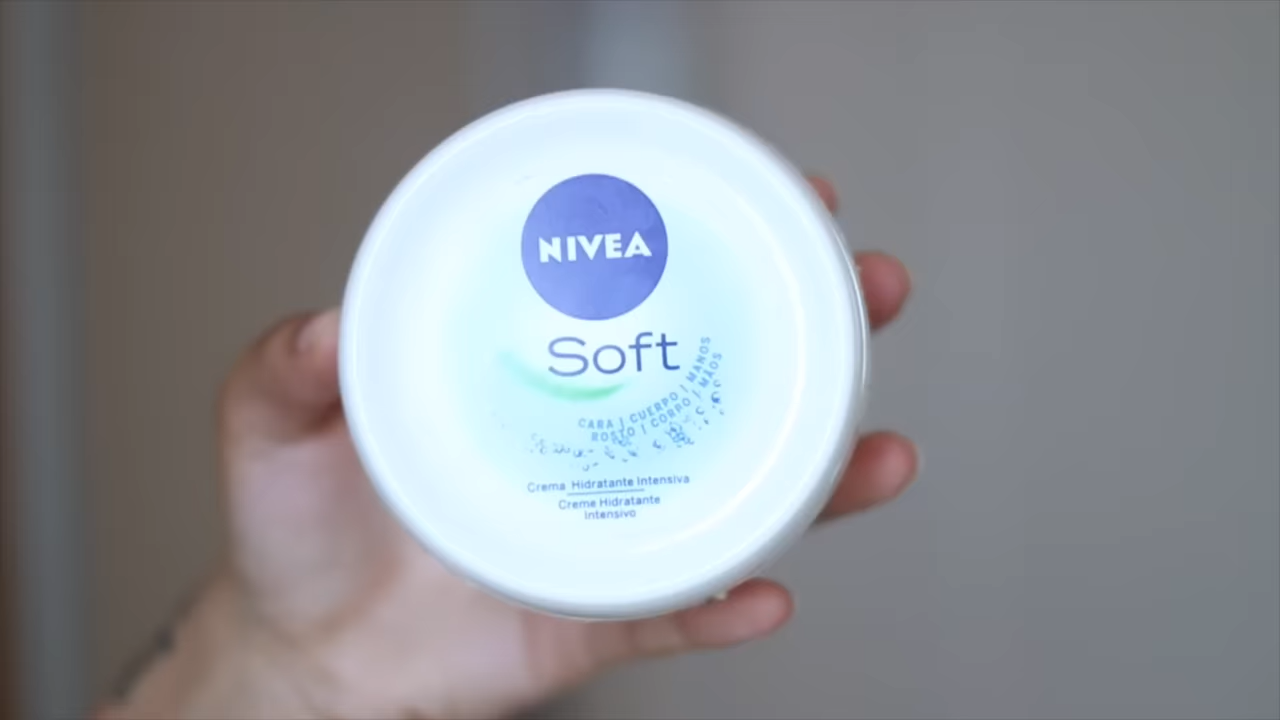 NIVEA
Soft
CARA | CUERPO | MANOS
ROSTO | CORPO | MÃOS
Crema Hidratante Intensiva
Creme Hidratante
Intensivo